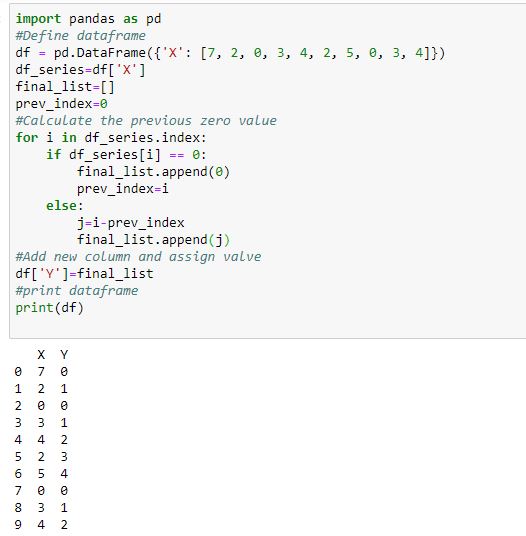 import pandas as pd
#Define dataframe
df = pd.DataFrame({'X': [7, 2, 0, 3, 4, 2, 5, 0, 3, 4]})
df_series=df['X']
final_list=[]
prev_index=0
#Calculate the previous zero value
for i in df_series.index:
    if df_series[i] == 0:
        final_list.append(0)
        prev_index=i
    else:
        j=i-prev_index
        final_list.append(j)
#Add new column and assign valve
df['Y']=final_list
#print dataframe
print(df)
   X  Y
0  7  0
1  2  1
2  0  0
3  3  1
4  4  2
5  2  3
6  5  4
7  0  0
8  3  1
9  4  2